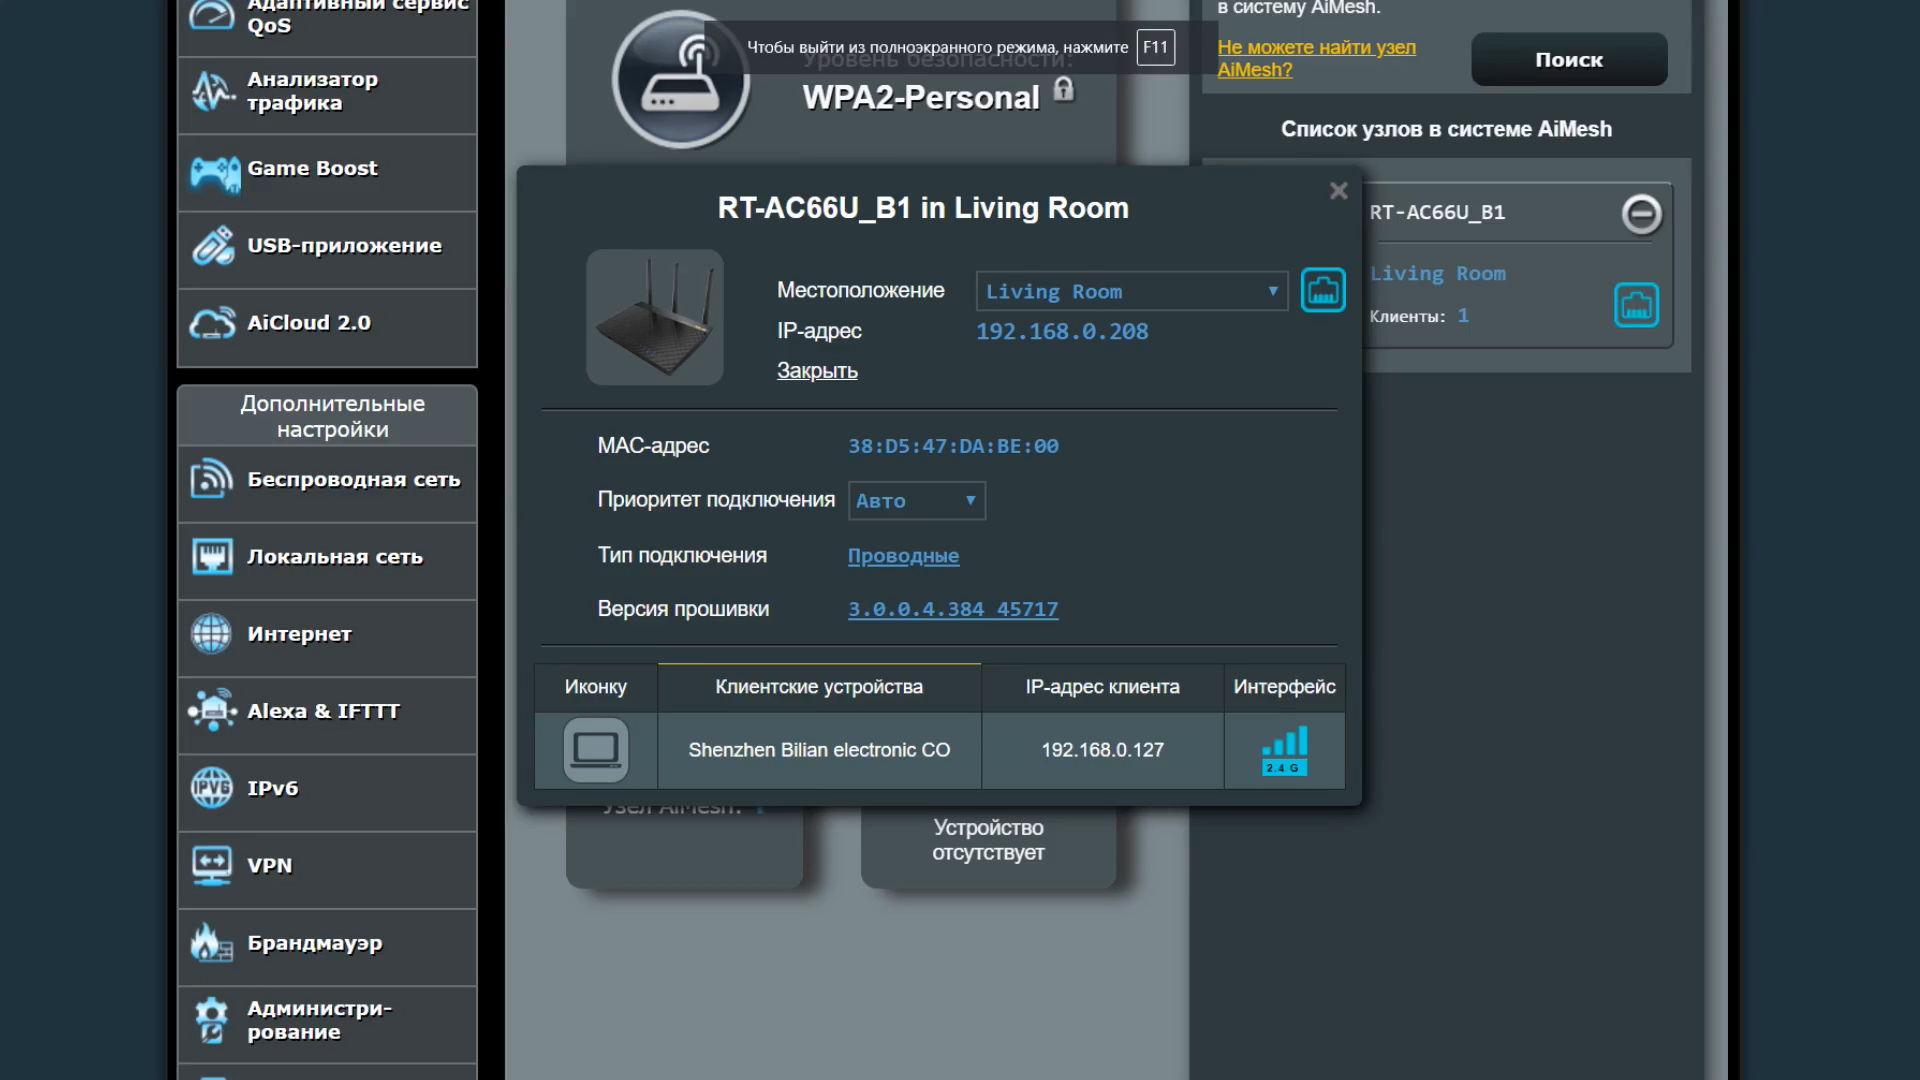 Адаптивный сервис
QoS
Анализатор
трафика
Game Boost
USB-приложение
AiCloud 2.0
Дополнительные
настройки
Беспроводная сеть
Локальная сеть
Интернет
Alexa & IFTTT
IPv6
VPN
Брандмауэр
Администри-
рование
Чтобы выйти из полноэкранного режима, нажмите F11
Уровень безопасности:
WPA2-Personal
RT-AC66U_B1 in Living Room
Местоположение Living Room
IP-адрес 192.168.0.208
Закрыть
MAC-адрес 38:D5:47:DA:BE:00
Приоритет подключения Авто
Тип подключения Проводные
Версия прошивки 3.0.0.4.384_45717
Иконку Клиентские устройства IP-адрес клиента Интерфейс
Shenzhen Bilian electronic CO 192.168.0.127 2.4 G
Узел AiMesh: 1
Устройство
отсутствует
в систему AiMesh.
Не можете найти узел
AiMesh?
Поиск
Список узлов в системе AiMesh
RT-AC66U_B1
Living Room
Клиенты: 1